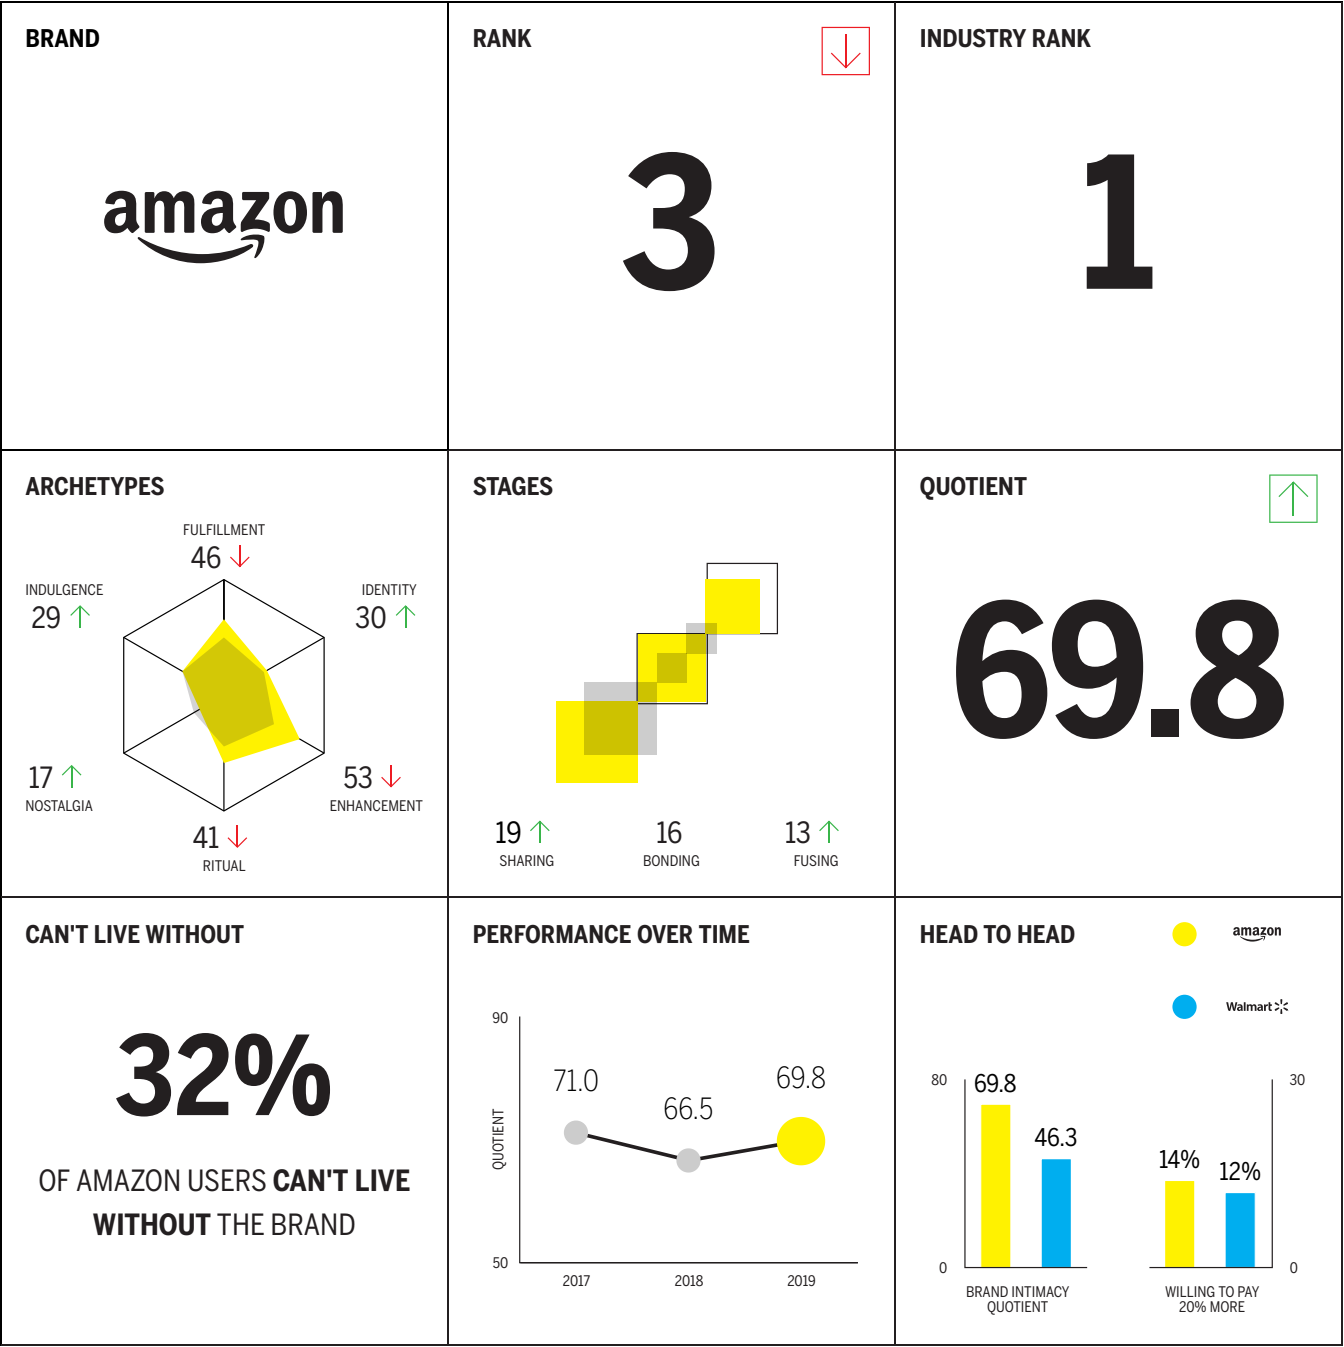 BRAND
amazon
RANK
3
INDUSTRY RANK
1
ARCHETYPES
FULFILLMENT
46
INDULGENCE
29
IDENTITY
30
17
NOSTALGIA
53
ENHANCEMENT
41
RITUAL
STAGES
19
SHARING
16
BONDING
13
FUSING
QUOTIENT
69.8
CAN'T LIVE WITHOUT
32%
OF AMAZON USERS CAN'T LIVE
WITHOUT THE BRAND
PERFORMANCE OVER TIME
90
QUOTIENT
50
71.0
66.5
69.8
2017
2018
2019
HEAD TO HEAD
amazon
Walmart
80
0
69.8
46.3
BRAND INTIMACY
QUOTIENT
14%
12%
30
0
WILLING TO PAY
20% MORE